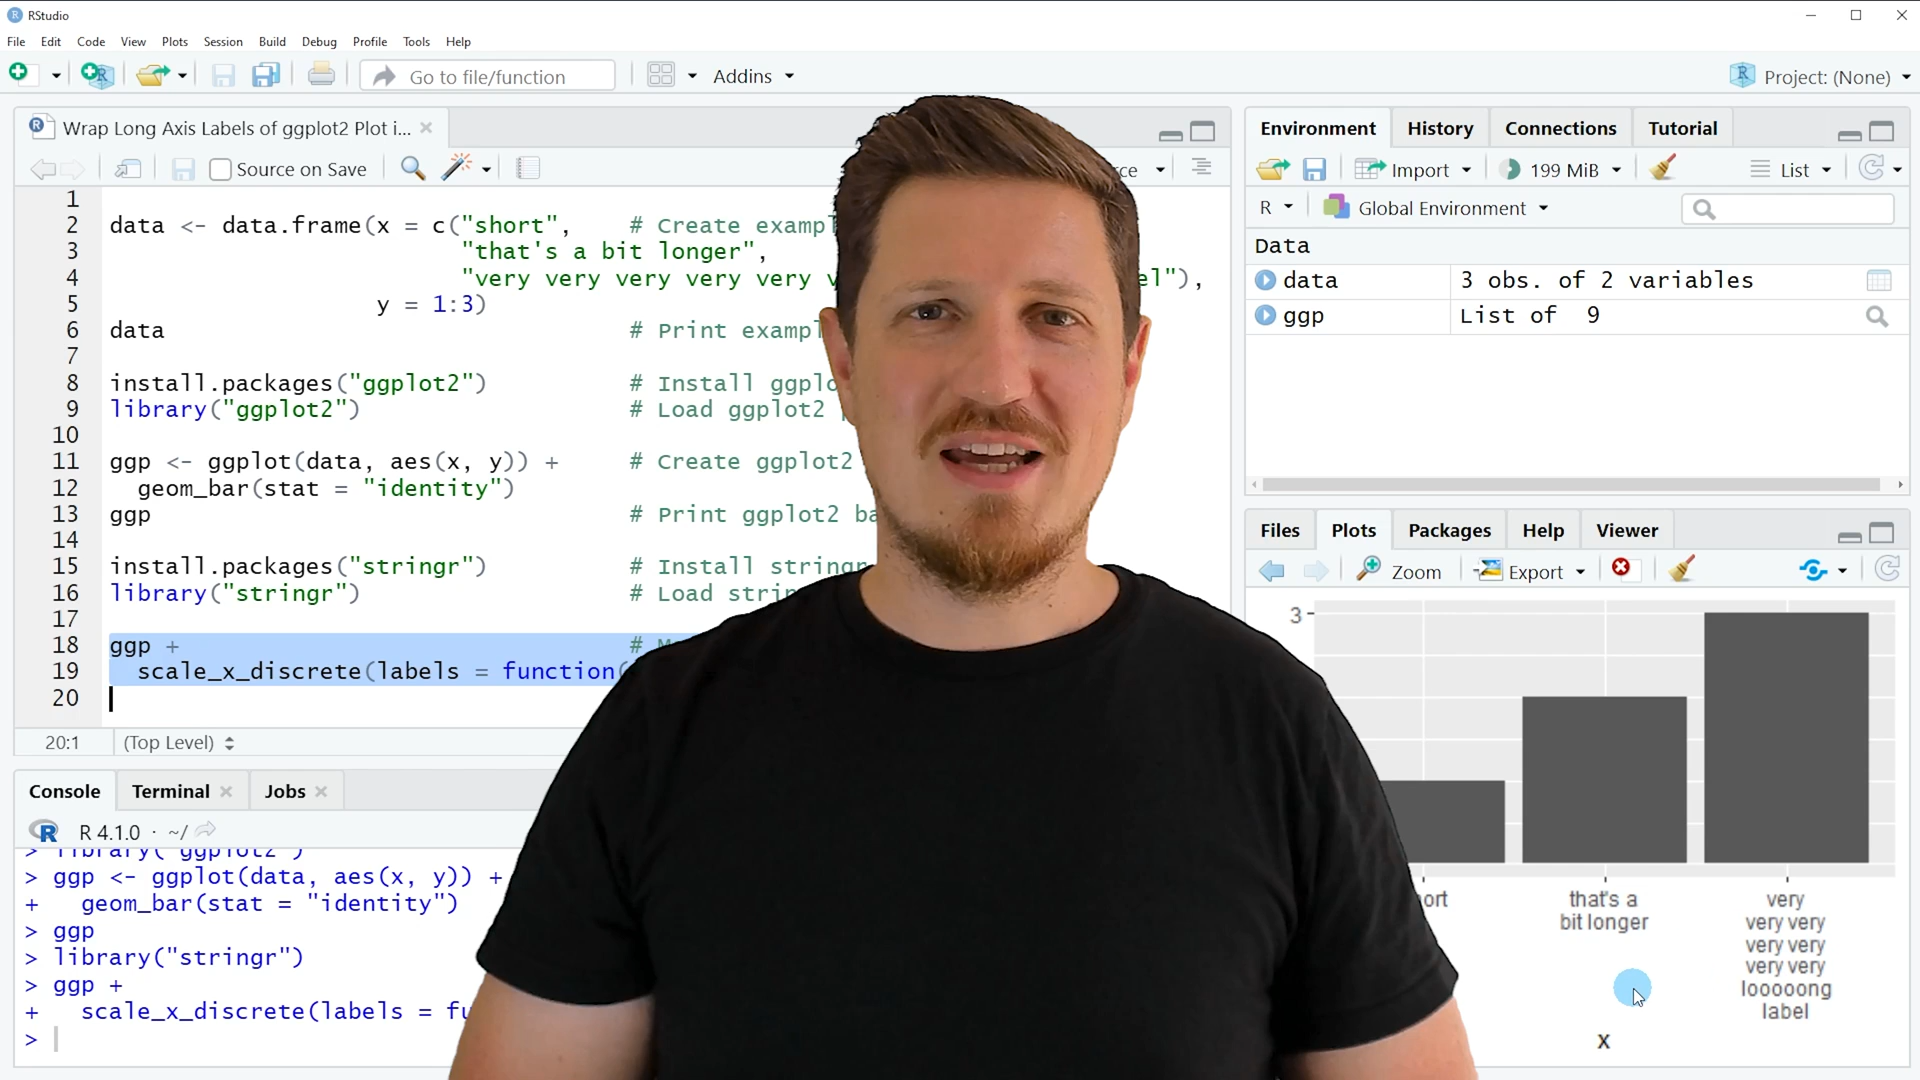 RStudio
File Edit Code View Plots Session Build Debug Profile Tools Help
Go to file/function Addins Project: (None)
Wrap Long Axis Labels of ggplot2 Plot i...
Source on Save
1
2 data <- data.frame(x = c("short", # Create
3 "that's a bit longer",
4 "very very very very very
5 y = 1:3)
6 data # Print
7
8 install.packages("ggplot2") # Install
9 library("ggplot2") # Load ggplot2
10
11 ggp <- ggplot(data, aes(x, y)) + # Create ggplot2
12 geom_bar(stat = "identity")
13 ggp # Print ggplot2
14
15 install.packages("stringr") # Install
16 library("stringr") # Load
17
18 ggp + #
19 scale_x_discrete(labels = function(
20
20:1 (Top Level)
Console Terminal Jobs
R 4.1.0 · ~/
> library("ggplot2")
> ggp <- ggplot(data, aes(x, y)) +
+ geom_bar(stat = "identity")
> ggp
> library("stringr")
> ggp +
+ scale_x_discrete(labels =
>
Environment History Connections Tutorial
Import 199 MiB List
R Global Environment
Data
data 3 obs. of 2 variables
ggp List of 9
Files Plots Packages Help Viewer
Zoom Export
3
that's a
bit longer
very
very very
very very
very very
looooong
label
x